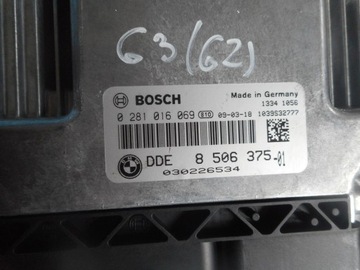 G3 (G2)
BOSCH
Made in Germany
1334 1056
0 281 016 069 G10 09-03-18 1039S32777
DDE 8 506 375-01
030226534